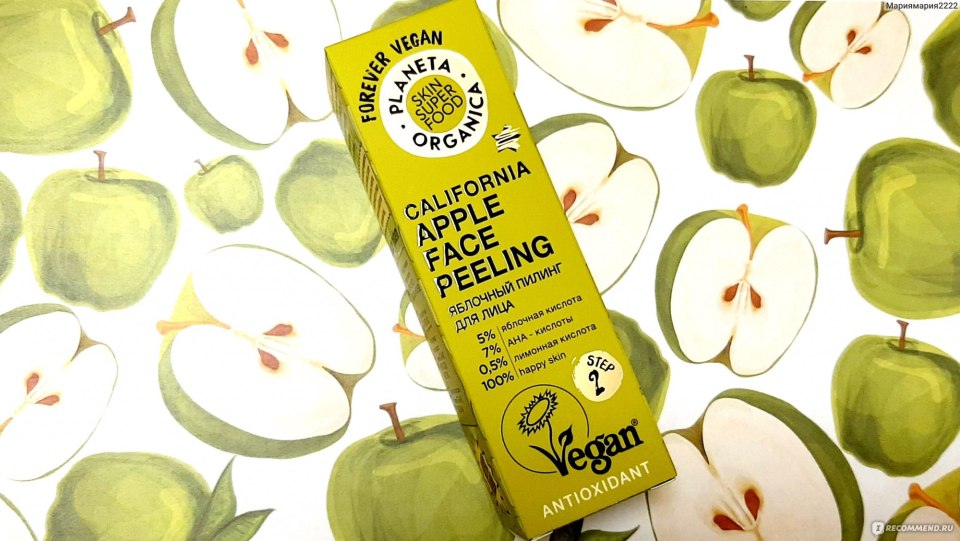 Мариямария2222
FOREVER VEGAN
PLANETA
SKIN
SUPER
FOOD
ORGANICA
CALIFORNIA
APPLE
FACE
PEELING
ЯБЛОЧНЫЙ ПИЛИНГ
ДЛЯ ЛИЦА
5% яблочная кислота
7% АНА - кислоты
0,5% лимонная кислота
100% happy skin
STEP
2
Vegan®
ANTIOXIDANT
IRECOMMEND.RU